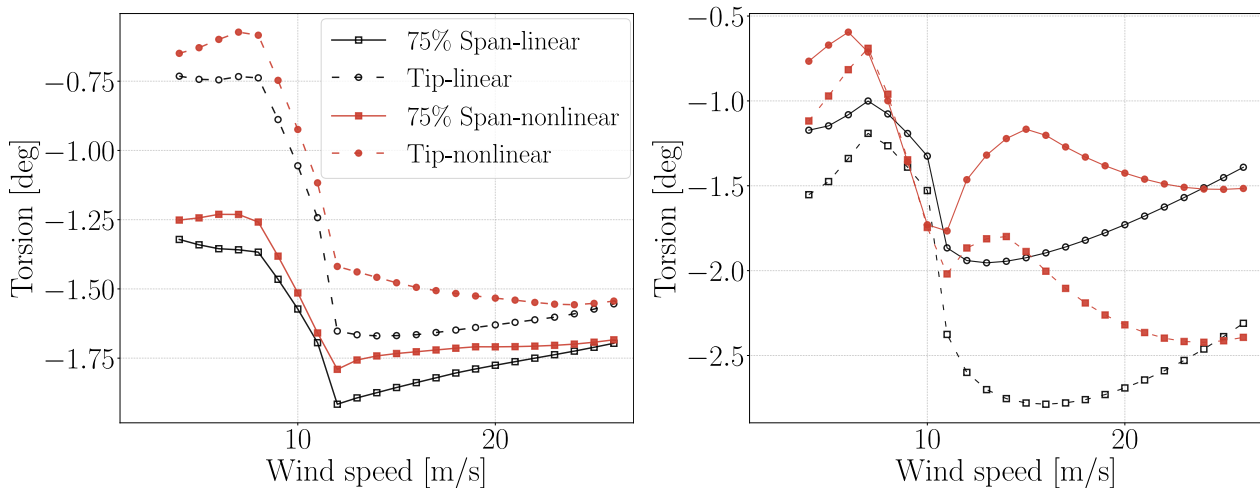 −0.75
−1.00
−1.25
−1.50
−1.75
Torsion [deg]
10
20
Wind speed [m/s]
75% Span-linear
Tip-linear
75% Span-nonlinear
Tip-nonlinear
−0.5
−1.0
−1.5
−2.0
−2.5
Torsion [deg]
10
20
Wind speed [m/s]